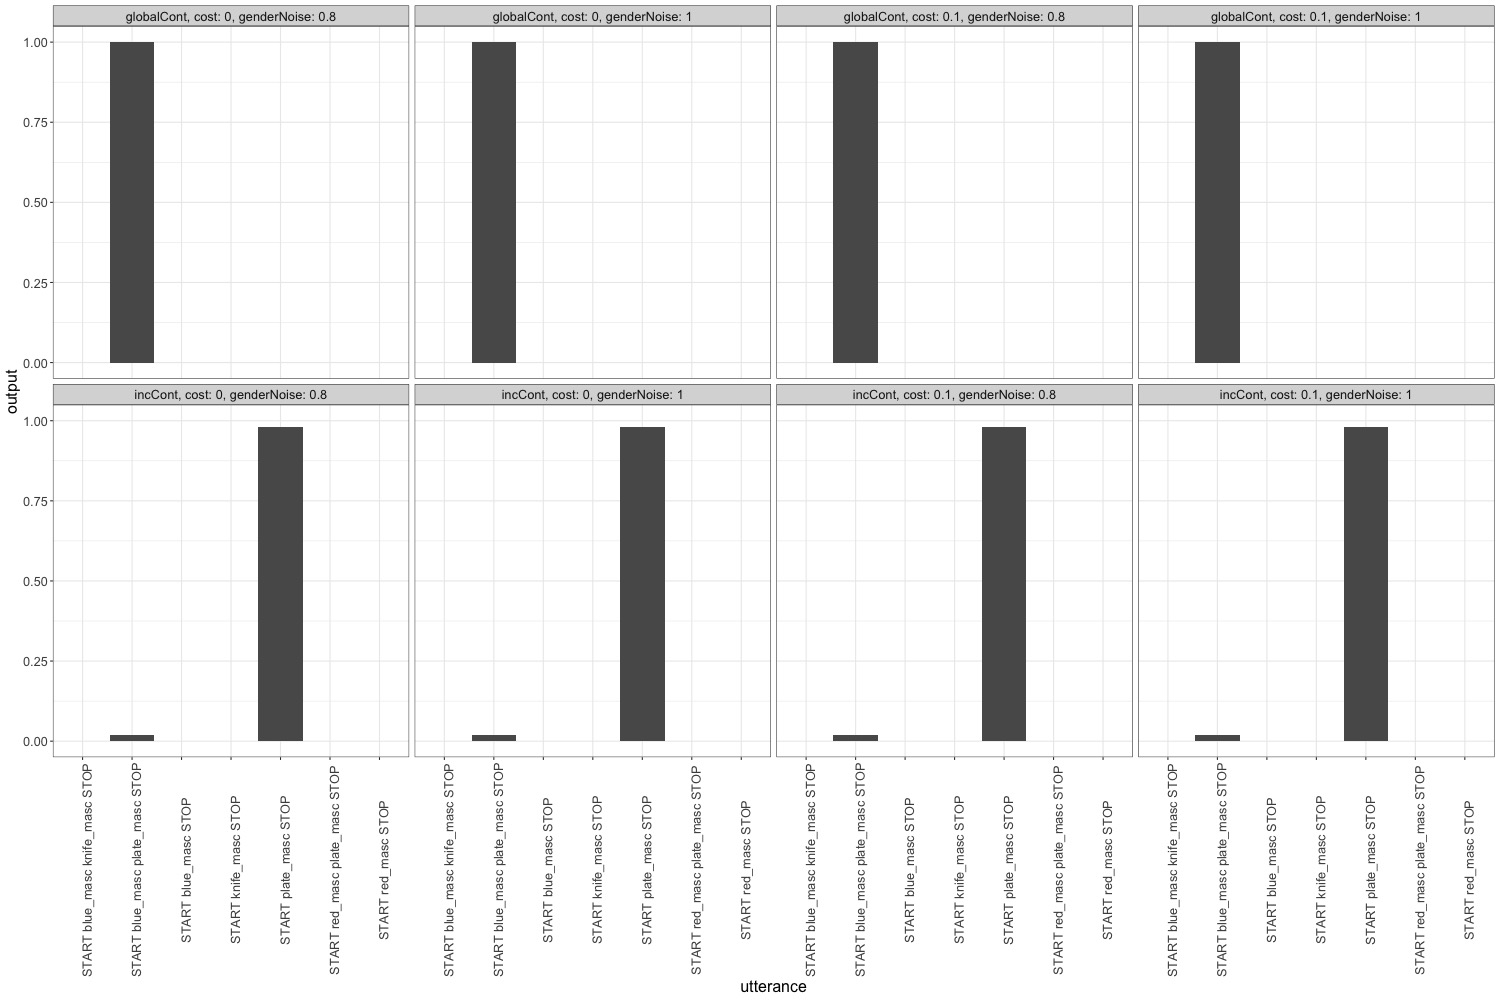 globalCont, cost: 0, genderNoise: 0.8
globalCont, cost: 0, genderNoise: 1
globalCont, cost: 0.1, genderNoise: 0.8
globalCont, cost: 0.1, genderNoise: 1
1.00
0.75
0.50
0.25
0.00
output
incCont, cost: 0, genderNoise: 0.8
incCont, cost: 0, genderNoise: 1
incCont, cost: 0.1, genderNoise: 0.8
incCont, cost: 0.1, genderNoise: 1
1.00
0.75
0.50
0.25
0.00
START blue_masc knife_masc STOP
START blue_masc plate_masc STOP
START blue_masc STOP
START knife_masc STOP
START plate_masc STOP
START red_masc plate_masc STOP
START red_masc STOP
START blue_masc knife_masc STOP
START blue_masc plate_masc STOP
START blue_masc STOP
START knife_masc STOP
START plate_masc STOP
START red_masc plate_masc STOP
START red_masc STOP
START blue_masc knife_masc STOP
START blue_masc plate_masc STOP
START blue_masc STOP
START knife_masc STOP
START plate_masc STOP
START red_masc plate_masc STOP
START red_masc STOP
START blue_masc knife_masc STOP
START blue_masc plate_masc STOP
START blue_masc STOP
START knife_masc STOP
START plate_masc STOP
START red_masc plate_masc STOP
START red_masc STOP
utterance